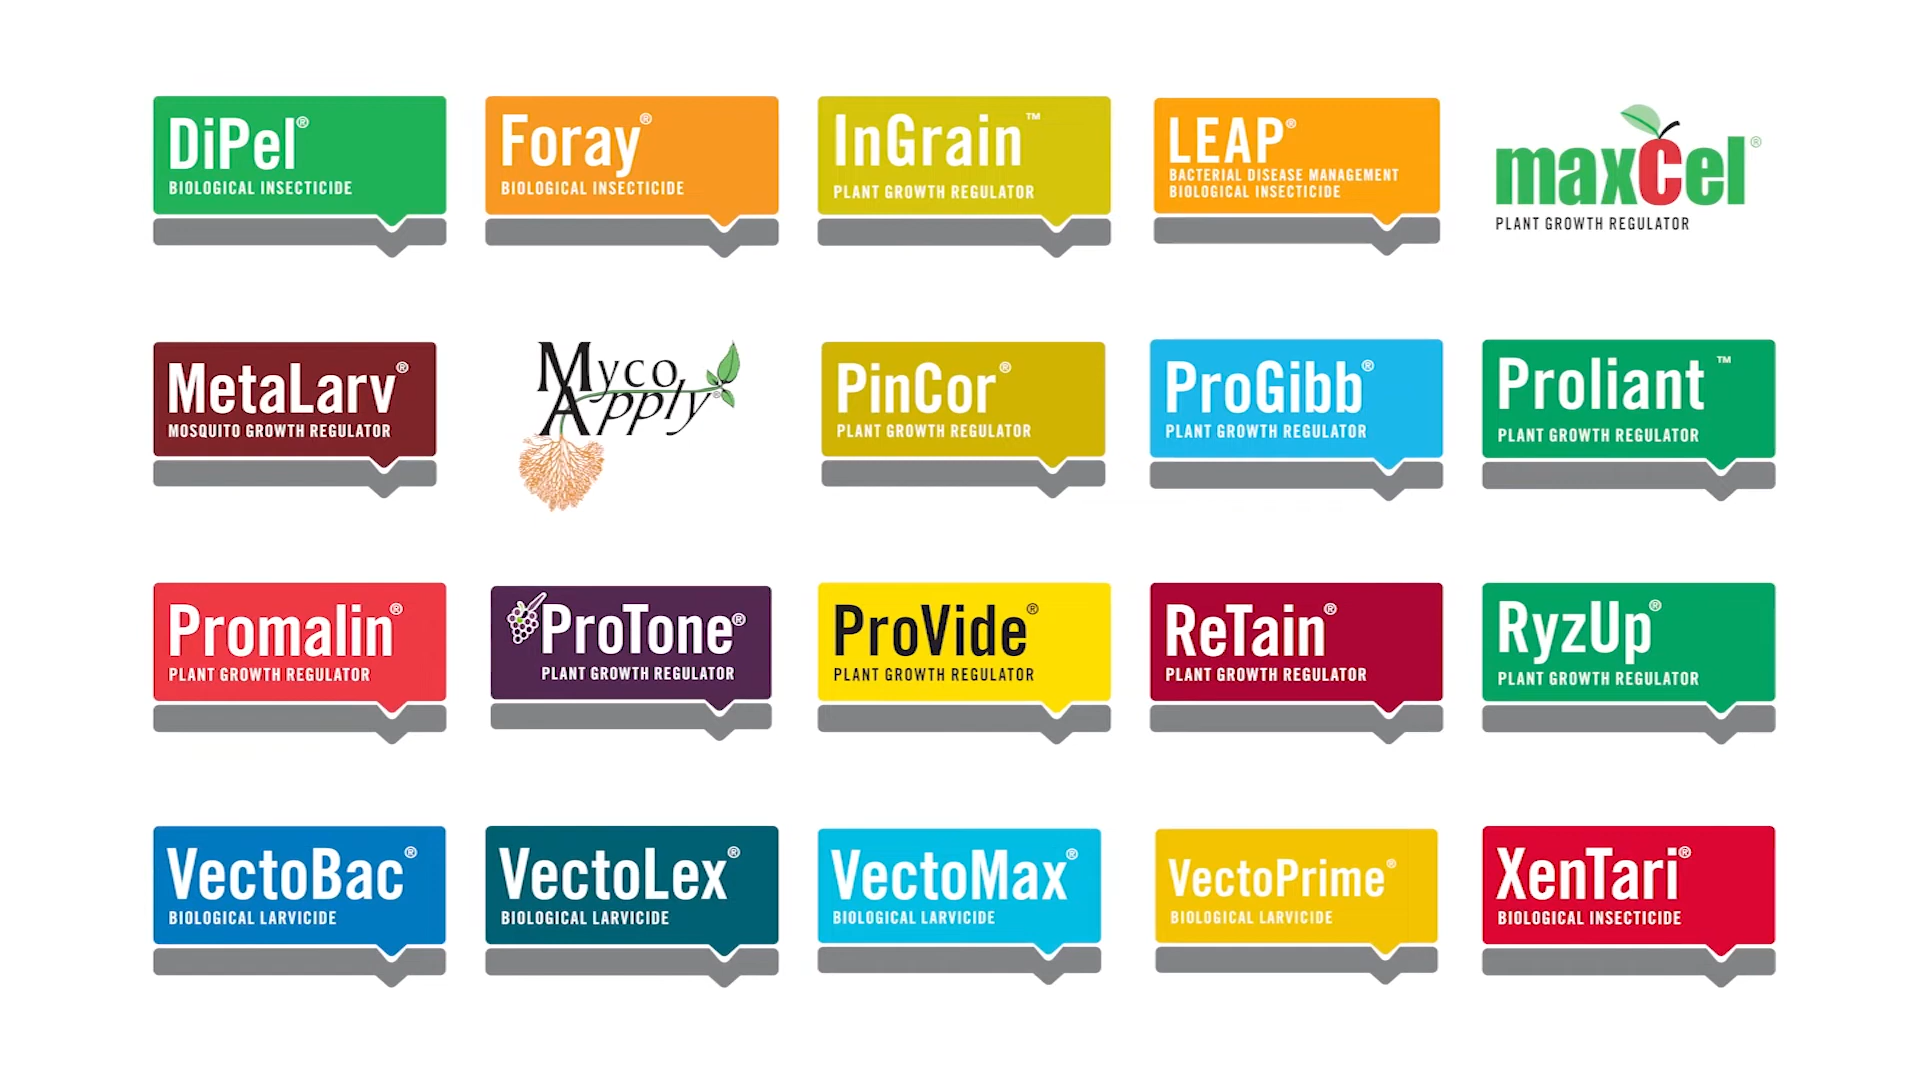 DiPel®
BIOLOGICAL INSECTICIDE
Foray®
BIOLOGICAL INSECTICIDE
InGrain™
PLANT GROWTH REGULATOR
LEAP®
BACTERIAL DISEASE MANAGEMENT
BIOLOGICAL INSECTICIDE
maxCel®
PLANT GROWTH REGULATOR
MetaLarv®
MOSQUITO GROWTH REGULATOR
Myco
Apply®
PinCor®
PLANT GROWTH REGULATOR
ProGibb®
PLANT GROWTH REGULATOR
Proliant™
PLANT GROWTH REGULATOR
Promalin®
PLANT GROWTH REGULATOR
ProTone®
PLANT GROWTH REGULATOR
ProVide®
PLANT GROWTH REGULATOR
ReTain®
PLANT GROWTH REGULATOR
RyzUp®
PLANT GROWTH REGULATOR
VectoBac®
BIOLOGICAL LARVICIDE
VectoLex®
BIOLOGICAL LARVICIDE
VectoMax®
BIOLOGICAL LARVICIDE
VectoPrime®
BIOLOGICAL LARVICIDE
XenTari®
BIOLOGICAL INSECTICIDE